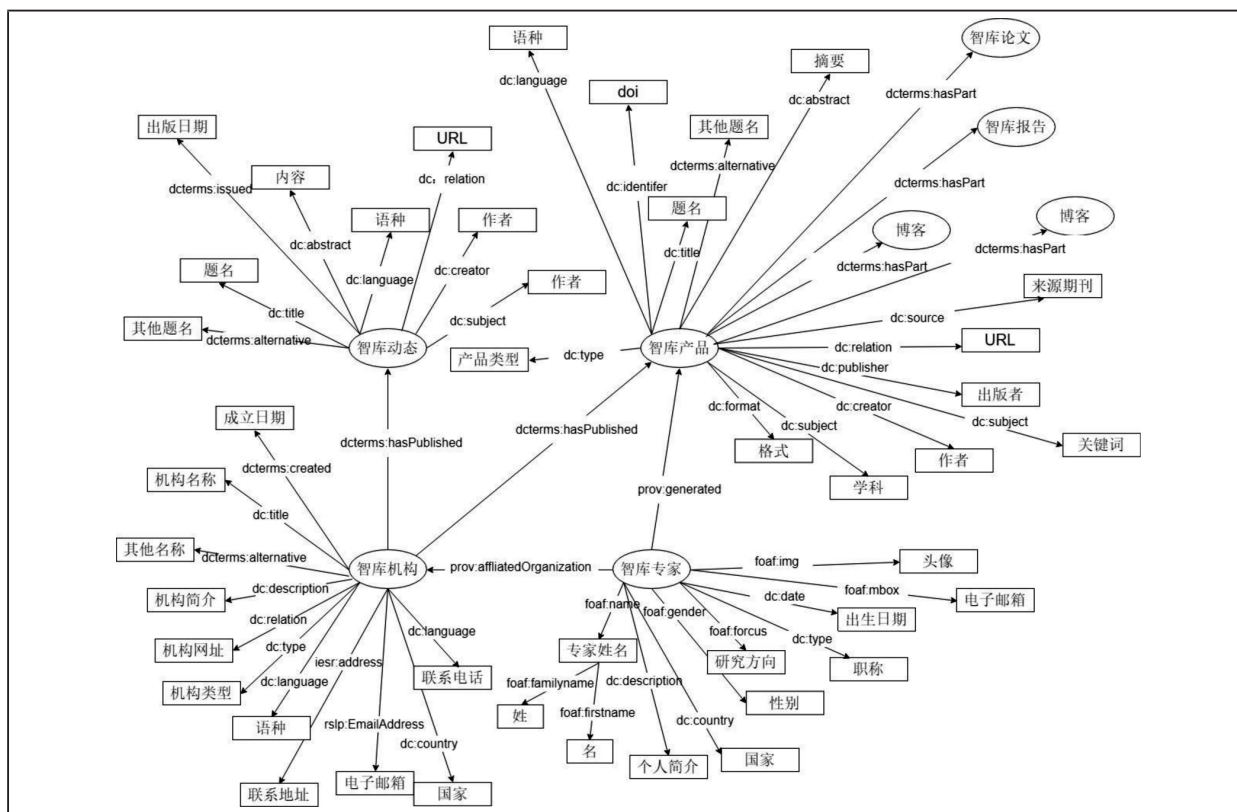 语种
智库论文
dc:language
doi
摘要
dc:abstract
dcterms:hasPart
出版日期
URL
其他题名
智库报告
dcterms:issued
内容
dc：relation
dcterms:alternative
dcterms:hasPart
dc:identifer
语种
作者
题名
博客
博客
dc:abstract
dc:language
dc:creator
dc:title
dcterms:hasPart
dcterms:hasPart
题名
作者
来源期刊
dc:title
dc:subject
dc:source
其他题名
dcterms:alternative
智库动态
产品类型
dc:type
智库产品
dc:relation
URL
dc:publisher
出版者
dc:format
dc:creator
dc:subject
成立日期
dcterms:hasPublished
dcterms:hasPublished
dc:subject
格式
作者
关键词
学科
dcterms:created
机构名称
prov:generated
dc:title
其他名称
dcterms:alternative
智库机构
prov:affliatedOrganization
智库专家
foaf:img
头像
dc:description
foaf:mbox
机构简介
foaf:name
foaf:gender
dc:date
电子邮箱
出生日期
dc:relation
dc:language
foaf:forcus
机构网址
dc:type
专家姓名
研究方向
dc:type
职称
iesr:address
联系电话
dc:description
机构类型
dc:language
foaf:familyname
性别
语种
姓
foaf:firstname
rslp:EmailAddress
dc:country
dc:country
名
个人简介
国家
联系地址
电子邮箱
国家